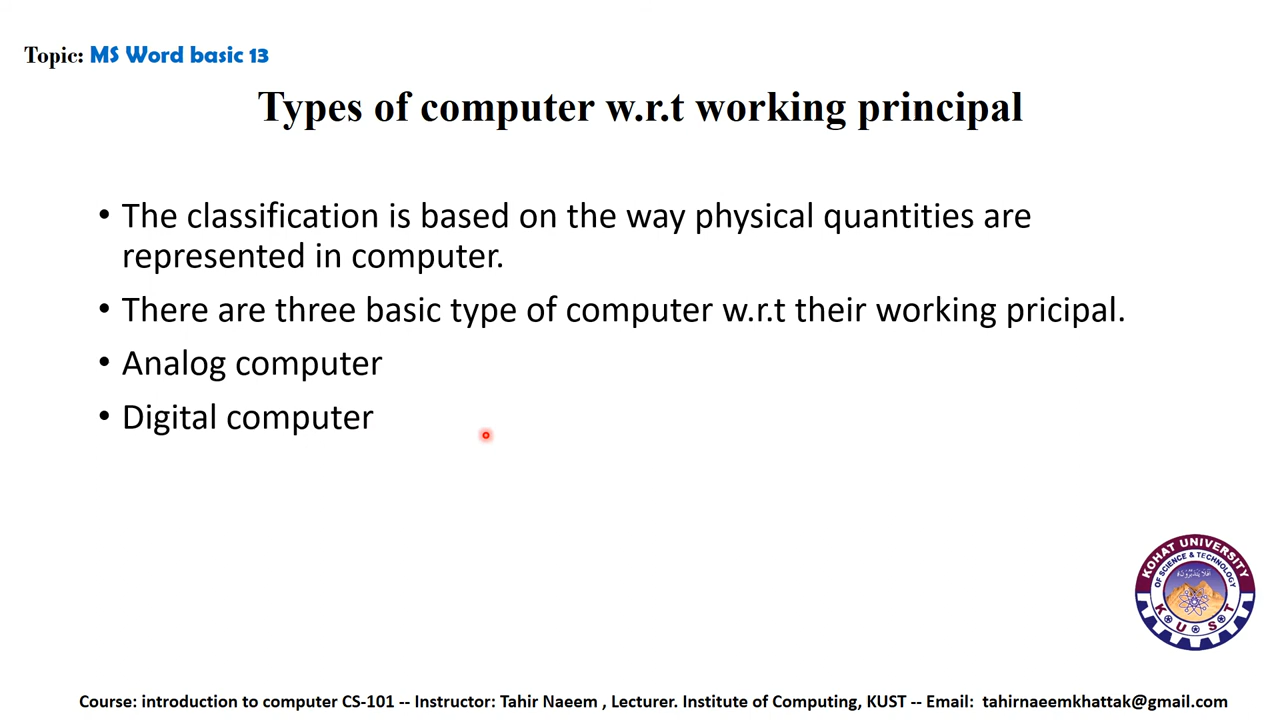 Topic: MS Word basic 13
Types of computer w.r.t working principal
• The classification is based on the way physical quantities are
represented in computer.
• There are three basic type of computer w.r.t their working pricipal.
• Analog computer
• Digital computer
KOHAT UNIVERSITY
OF SCIENCE & TECHNOLOGY
K U S T
Course: introduction to computer CS-101 -- Instructor: Tahir Naeem , Lecturer. Institute of Computing, KUST -- Email: tahirnaeemkhattak@gmail.com